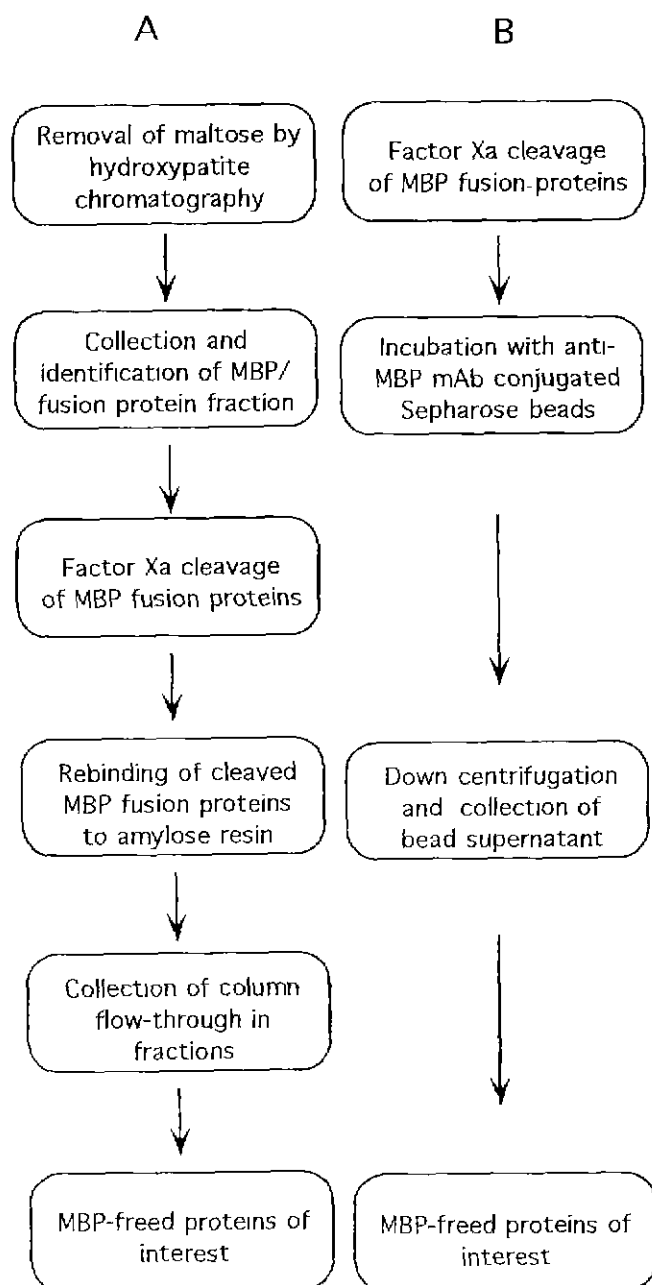 A
Removal of maltose by
hydroxypatite
chromatography
Collection and
identification of MBP/
fusion protein fraction
Factor Xa cleavage
of MBP fusion proteins
Rebinding of cleaved
MBP fusion proteins
to amylose resin
Collection of column
flow-through in
fractions
MBP-freed proteins of
interest
B
Factor Xa cleavage
of MBP fusion-proteins
Incubation with anti-
MBP mAb conjugated
Sepharose beads
Down centrifugation
and collection of
bead supernatant
MBP-freed proteins of
interest